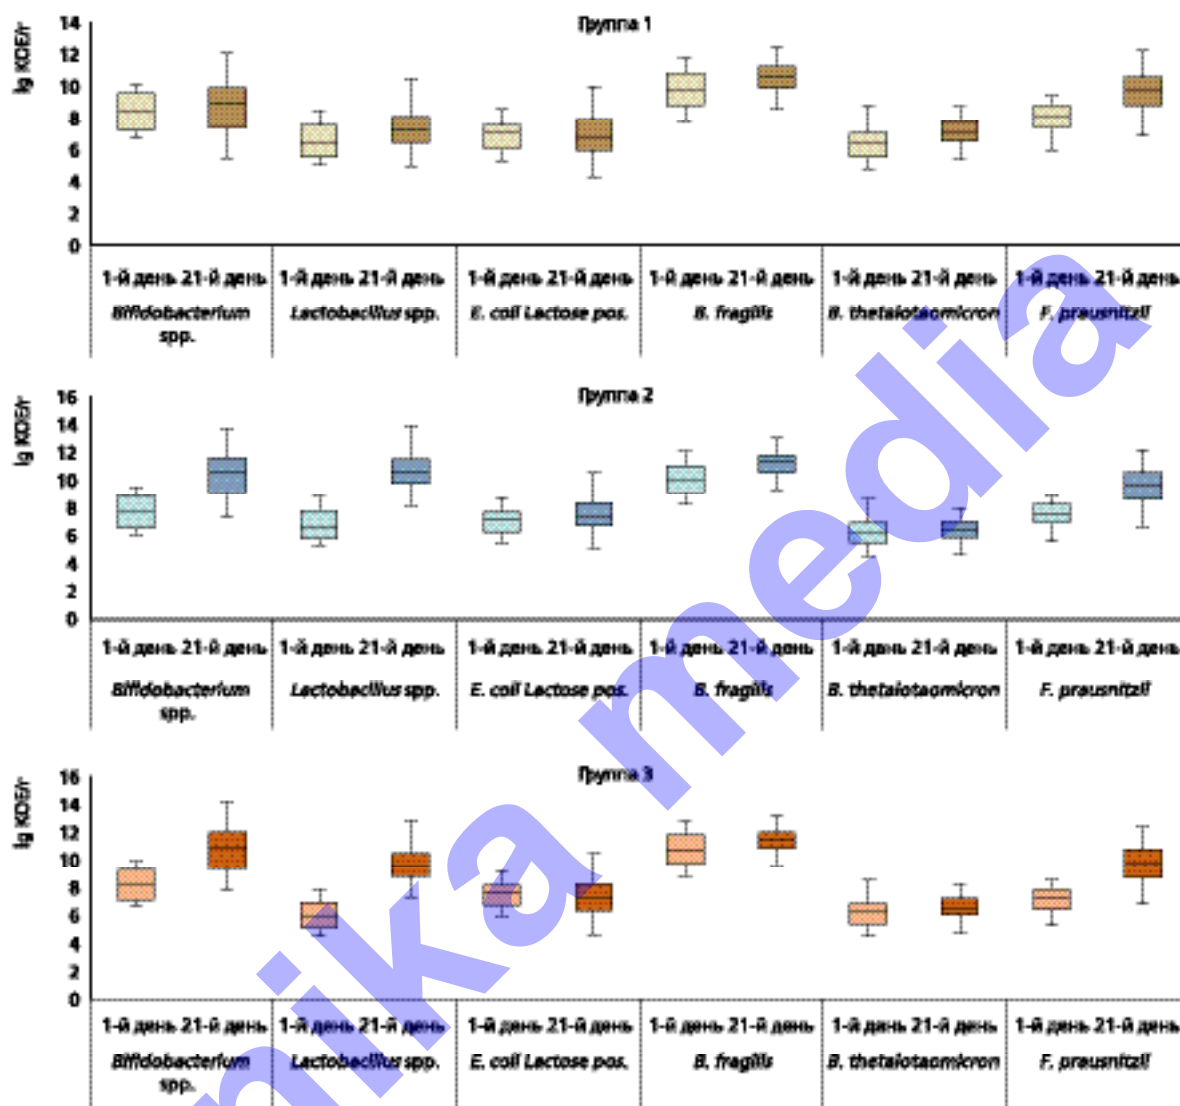 Группа 1
lg КОЕ/г
14
12
10
8
6
4
2
0
1-й день 21-й день 1-й день 21-й день 1-й день 21-й день 1-й день 21-й день 1-й день 21-й день 1-й день 21-й день
Bifidobacterium Lactobacillus spp. E. coli Lactose pos. B. fragilis B. thetaiotaomicron F. prausnitzii
spp.
Группа 2
lg КОЕ/г
16
14
12
10
8
6
4
2
0
1-й день 21-й день 1-й день 21-й день 1-й день 21-й день 1-й день 21-й день 1-й день 21-й день 1-й день 21-й день
Bifidobacterium Lactobacillus spp. E. coli Lactose pos. B. fragilis B. thetaiotaomicron F. prausnitzii
spp.
Группа 3
lg КОЕ/г
16
14
12
10
8
6
4
2
0
1-й день 21-й день 1-й день 21-й день 1-й день 21-й день 1-й день 21-й день 1-й день 21-й день 1-й день 21-й день
Bifidobacterium Lactobacillus spp. E. coli Lactose pos. B. fragilis B. thetaiotaomicron F. prausnitzii
spp.
nika media